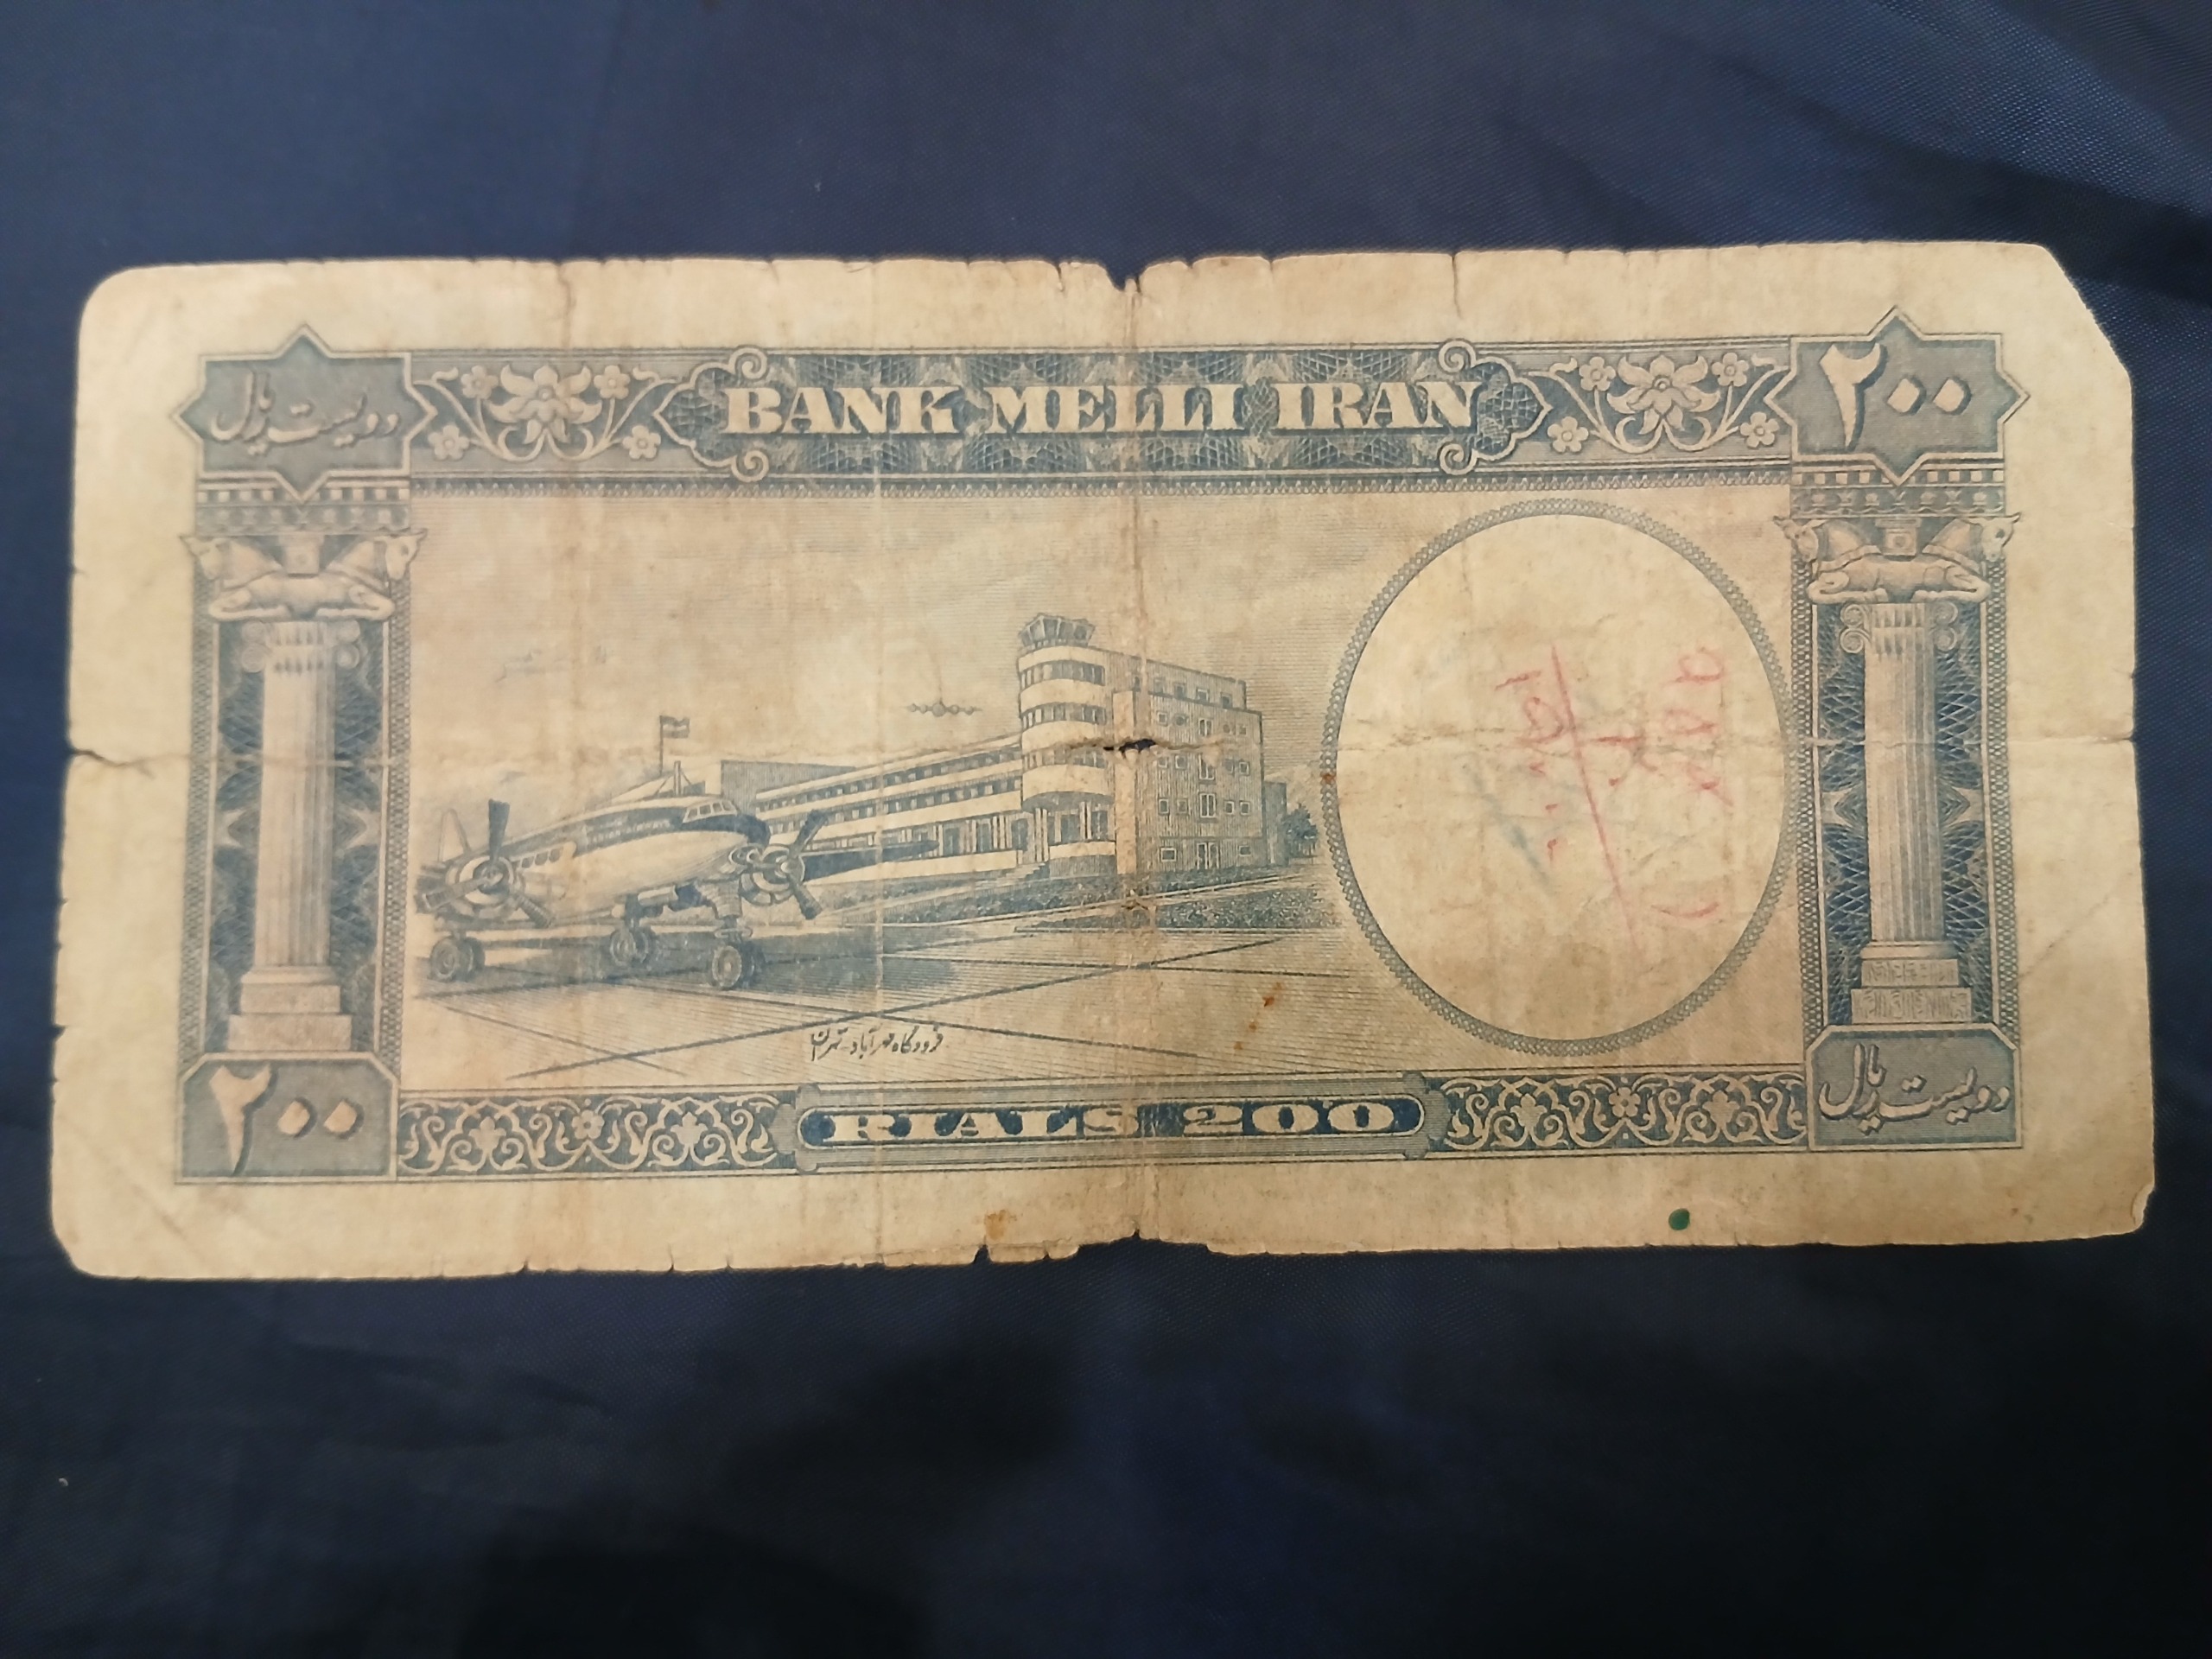 دویست ریال
BANK MELLI IRAN
۲۰۰
فرودگاه مهرآباد - تهران
۲۰۰
RIALS 200
دویست ریال